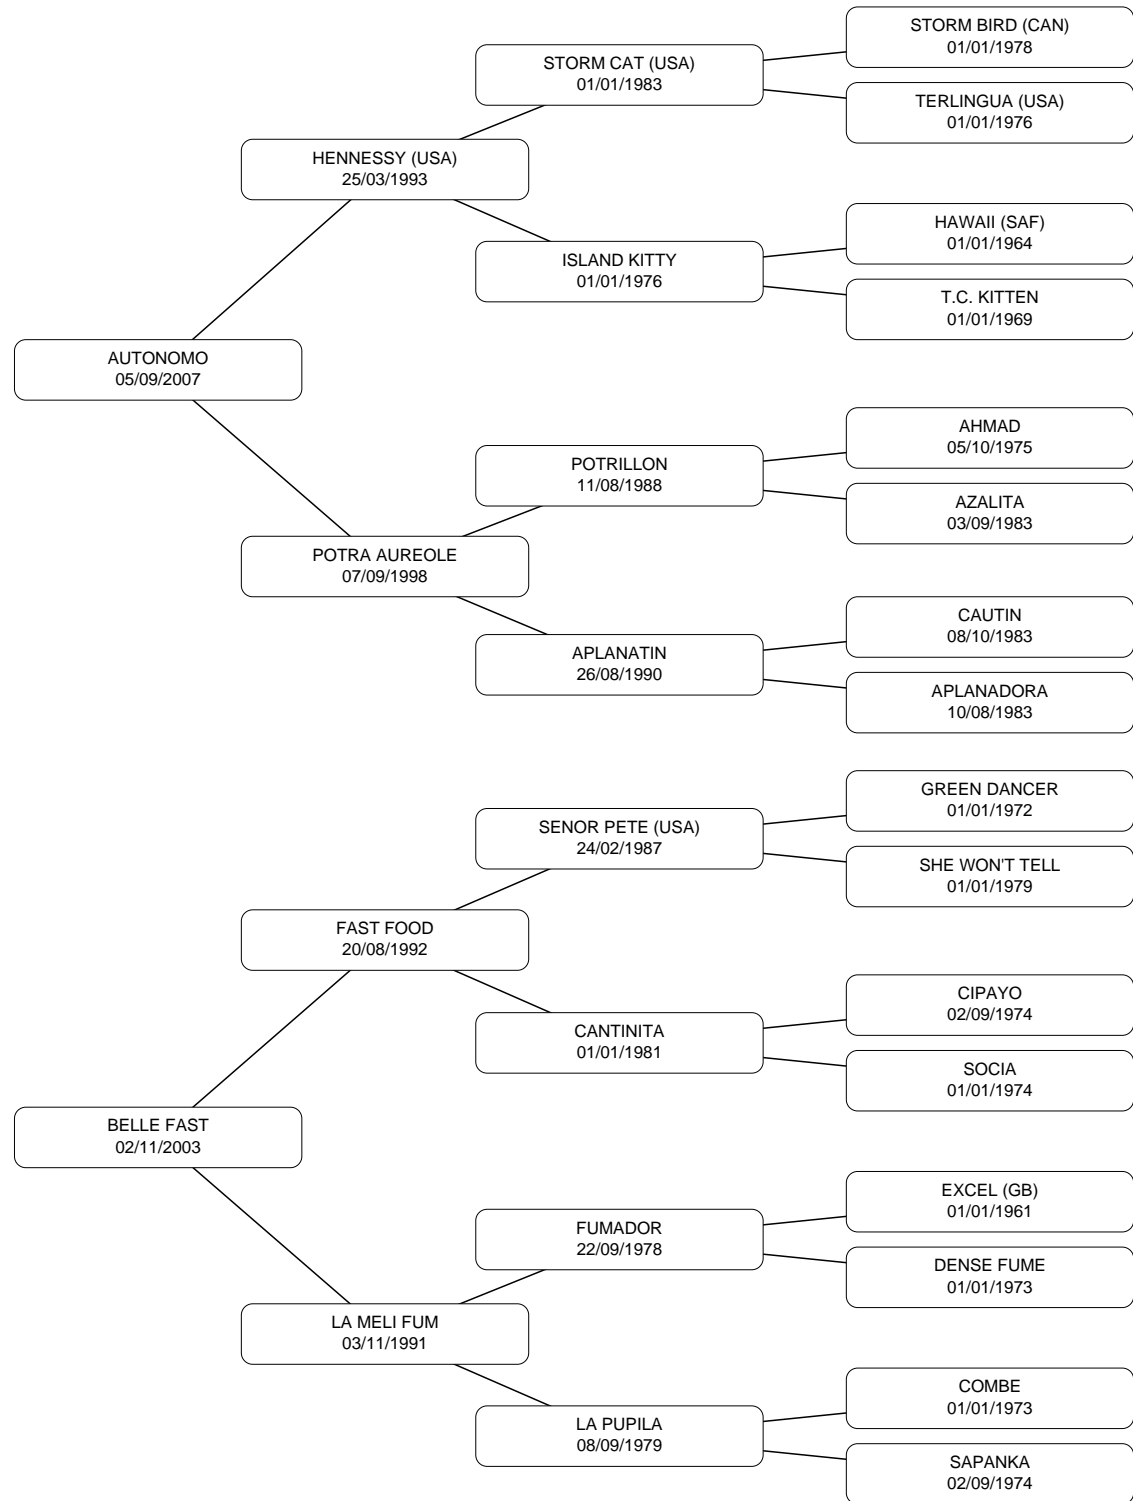 STORM BIRD (CAN)
01/01/1978
STORM CAT (USA)
01/01/1983
TERLINGUA (USA)
01/01/1976
HENNESSY (USA)
25/03/1993
HAWAII (SAF)
01/01/1964
ISLAND KITTY
01/01/1976
T.C. KITTEN
01/01/1969
AUTONOMO
05/09/2007
AHMAD
05/10/1975
POTRILLON
11/08/1988
AZALITA
03/09/1983
POTRA AUREOLE
07/09/1998
CAUTIN
08/10/1983
APLANATIN
26/08/1990
APLANADORA
10/08/1983
GREEN DANCER
01/01/1972
SENOR PETE (USA)
24/02/1987
SHE WON'T TELL
01/01/1979
FAST FOOD
20/08/1992
CIPAYO
02/09/1974
CANTINITA
01/01/1981
SOCIA
01/01/1974
BELLE FAST
02/11/2003
EXCEL (GB)
01/01/1961
FUMADOR
22/09/1978
DENSE FUME
01/01/1973
LA MELI FUM
03/11/1991
COMBE
01/01/1973
LA PUPILA
08/09/1979
SAPANKA
02/09/1974